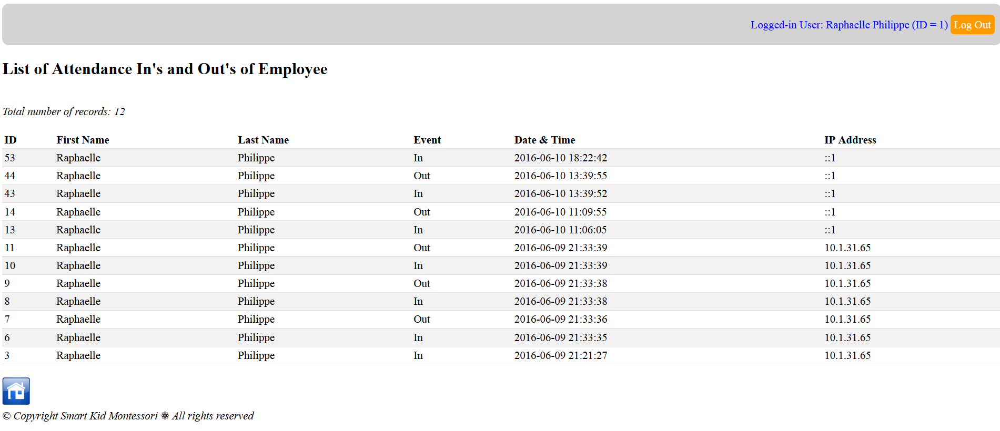 Logged-in User: Raphaelle Philippe (ID = 1) Log Out
List of Attendance In's and Out's of Employee
Total number of records: 12
ID First Name Last Name Event Date & Time IP Address
53 Raphaelle Philippe In 2016-06-10 18:22:42 ::1
44 Raphaelle Philippe Out 2016-06-10 13:39:55 ::1
43 Raphaelle Philippe In 2016-06-10 13:39:52 ::1
14 Raphaelle Philippe Out 2016-06-10 11:09:55 ::1
13 Raphaelle Philippe In 2016-06-10 11:06:05 ::1
11 Raphaelle Philippe Out 2016-06-09 21:33:39 10.1.31.65
10 Raphaelle Philippe In 2016-06-09 21:33:39 10.1.31.65
9 Raphaelle Philippe Out 2016-06-09 21:33:38 10.1.31.65
8 Raphaelle Philippe In 2016-06-09 21:33:38 10.1.31.65
7 Raphaelle Philippe Out 2016-06-09 21:33:36 10.1.31.65
6 Raphaelle Philippe In 2016-06-09 21:33:35 10.1.31.65
3 Raphaelle Philippe In 2016-06-09 21:21:27 10.1.31.65
© Copyright Smart Kid Montessori ⚛ All rights reserved